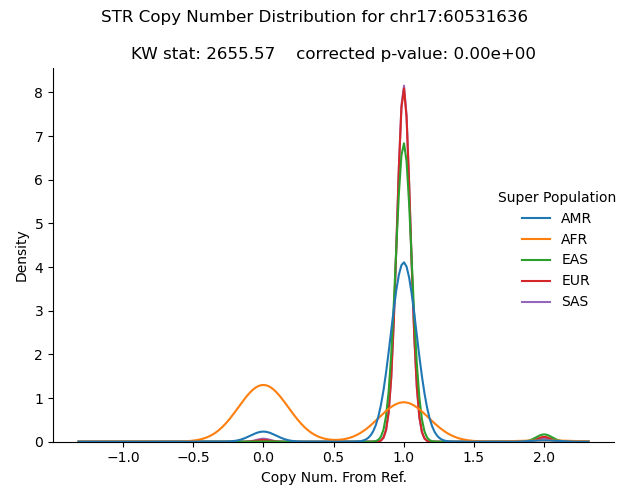 STR Copy Number Distribution for chr17:60531636
KW stat: 2655.57    corrected p-value: 0.00e+00
Density
8
7
6
5
4
3
2
1
0
Super Population
AMR
AFR
EAS
EUR
SAS
−1.0 −0.5 0.0 0.5 1.0 1.5 2.0
Copy Num. From Ref.